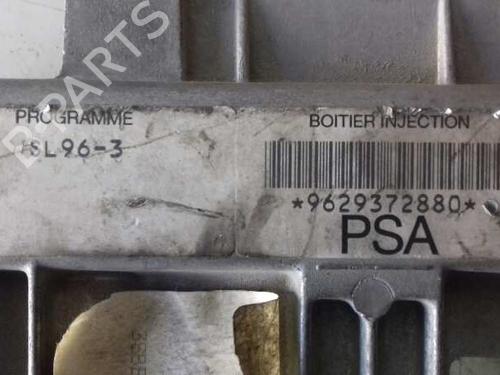 B-PARTS
PROGRAMME
SL96-3
BOITIER INJECTION
*9629372880*
PSA